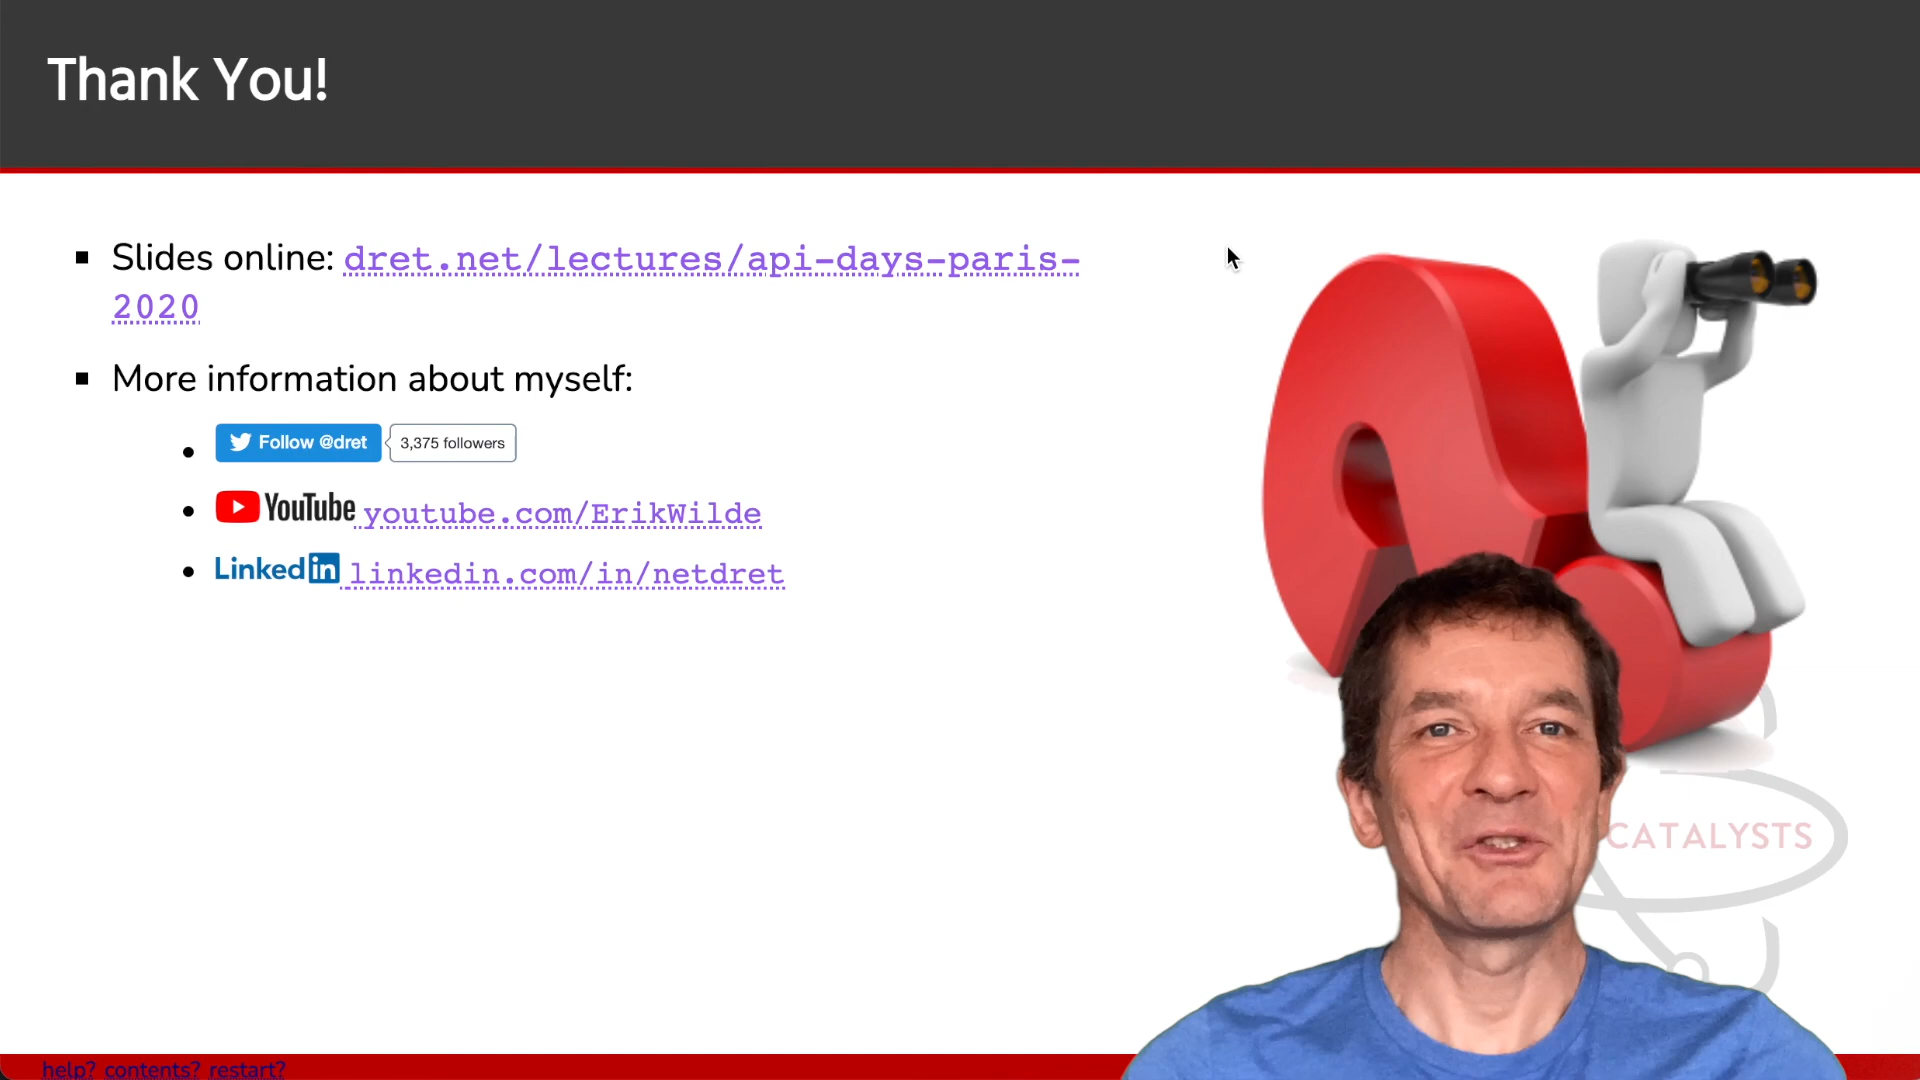 Thank You!
Slides online: dret.net/lectures/api-days-paris-
2020
More information about myself:
Follow @dret 3,375 followers
YouTube youtube.com/ErikWilde
Linkedin linkedin.com/in/netdret
CATALYSTS
help? contents? restart?